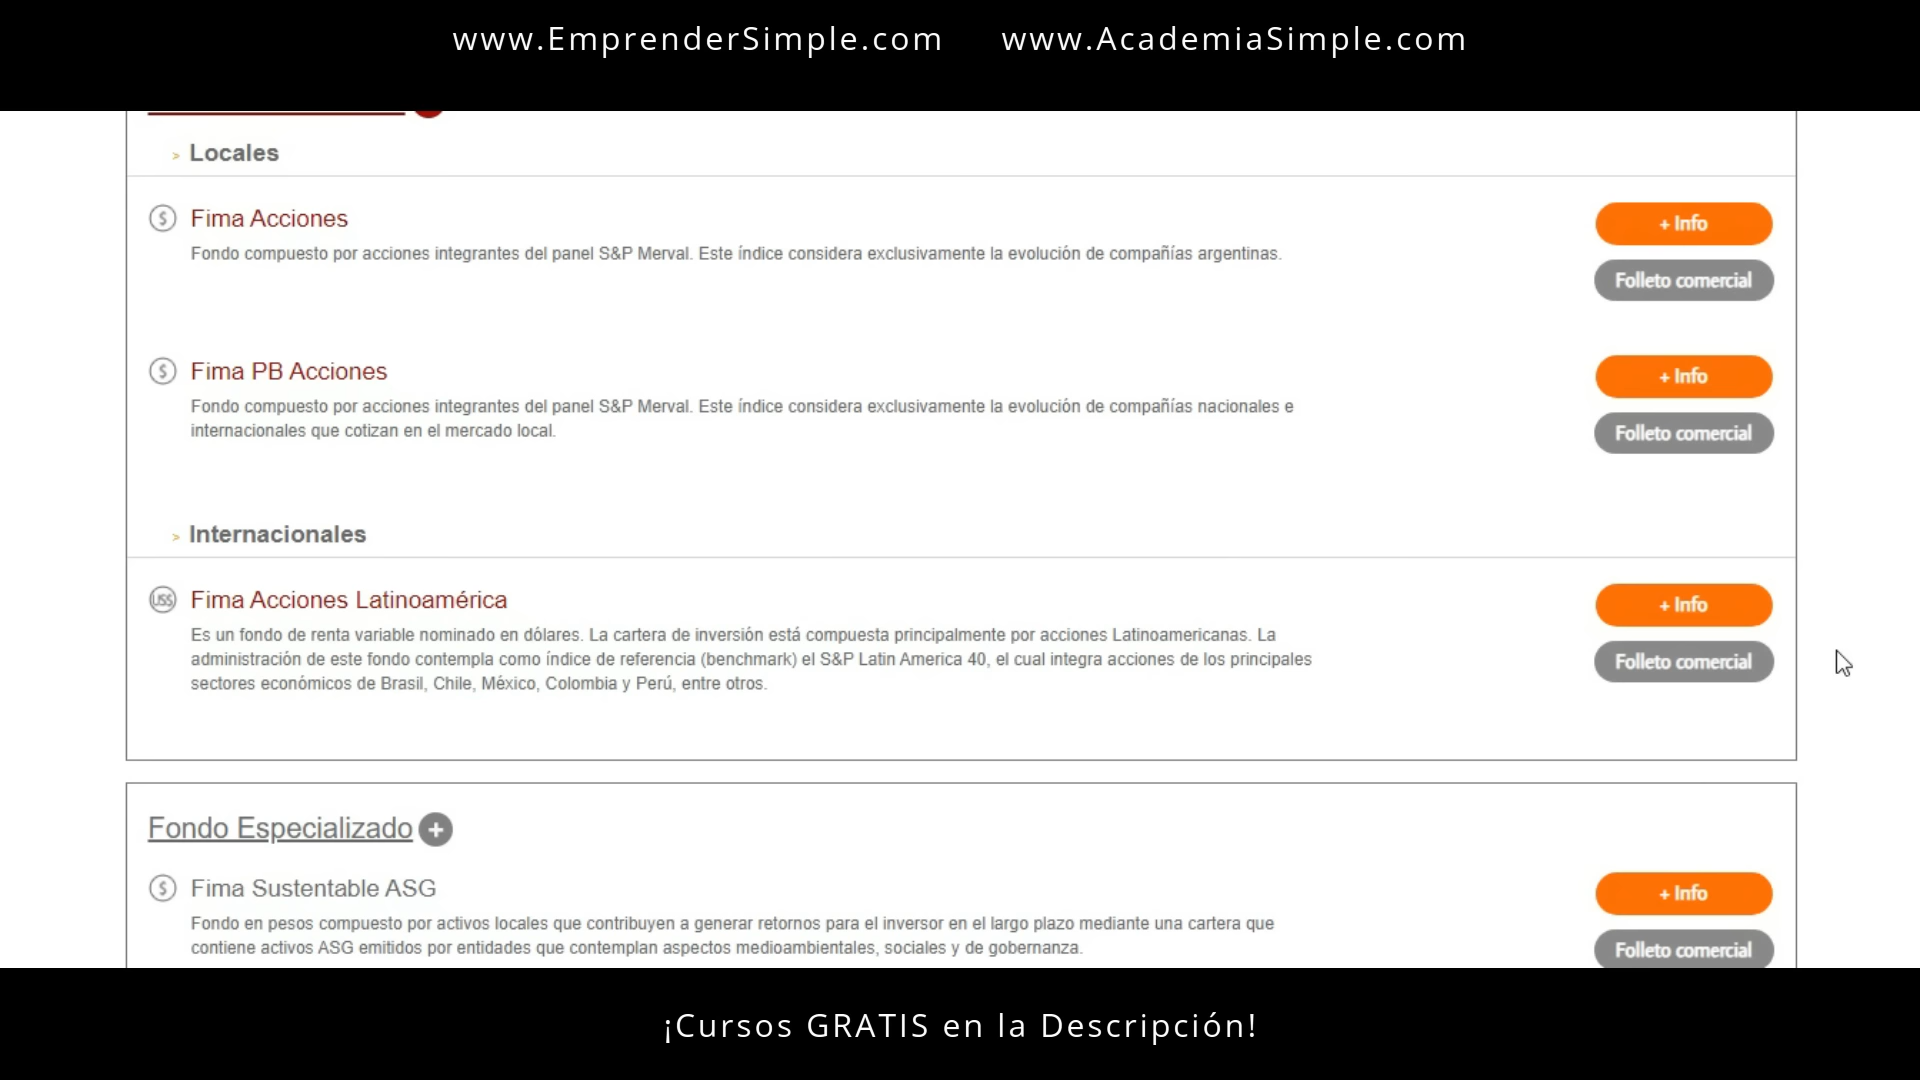 www.EmprenderSimple.com www.AcademiaSimple.com
> Locales
$ Fima Acciones
+ Info
Fondo compuesto por acciones integrantes del panel S&P Merval. Este índice considera exclusivamente la evolución de compañías argentinas.
Folleto comercial
$ Fima PB Acciones
+ Info
Fondo compuesto por acciones integrantes del panel S&P Merval. Este índice considera exclusivamente la evolución de compañías nacionales e
internacionales que cotizan en el mercado local.
Folleto comercial
> Internacionales
US$ Fima Acciones Latinoamérica
+ Info
Es un fondo de renta variable nominado en dólares. La cartera de inversión está compuesta principalmente por acciones Latinoamericanas. La
administración de este fondo contempla como índice de referencia (benchmark) el S&P Latin America 40, el cual integra acciones de los principales
sectores económicos de Brasil, Chile, México, Colombia y Perú, entre otros.
Folleto comercial
Fondo Especializado +
$ Fima Sustentable ASG
+ Info
Fondo en pesos compuesto por activos locales que contribuyen a generar retornos para el inversor en el largo plazo mediante una cartera que
contiene activos ASG emitidos por entidades que contemplan aspectos medioambientales, sociales y de gobernanza.
Folleto comercial
¡Cursos GRATIS en la Descripción!